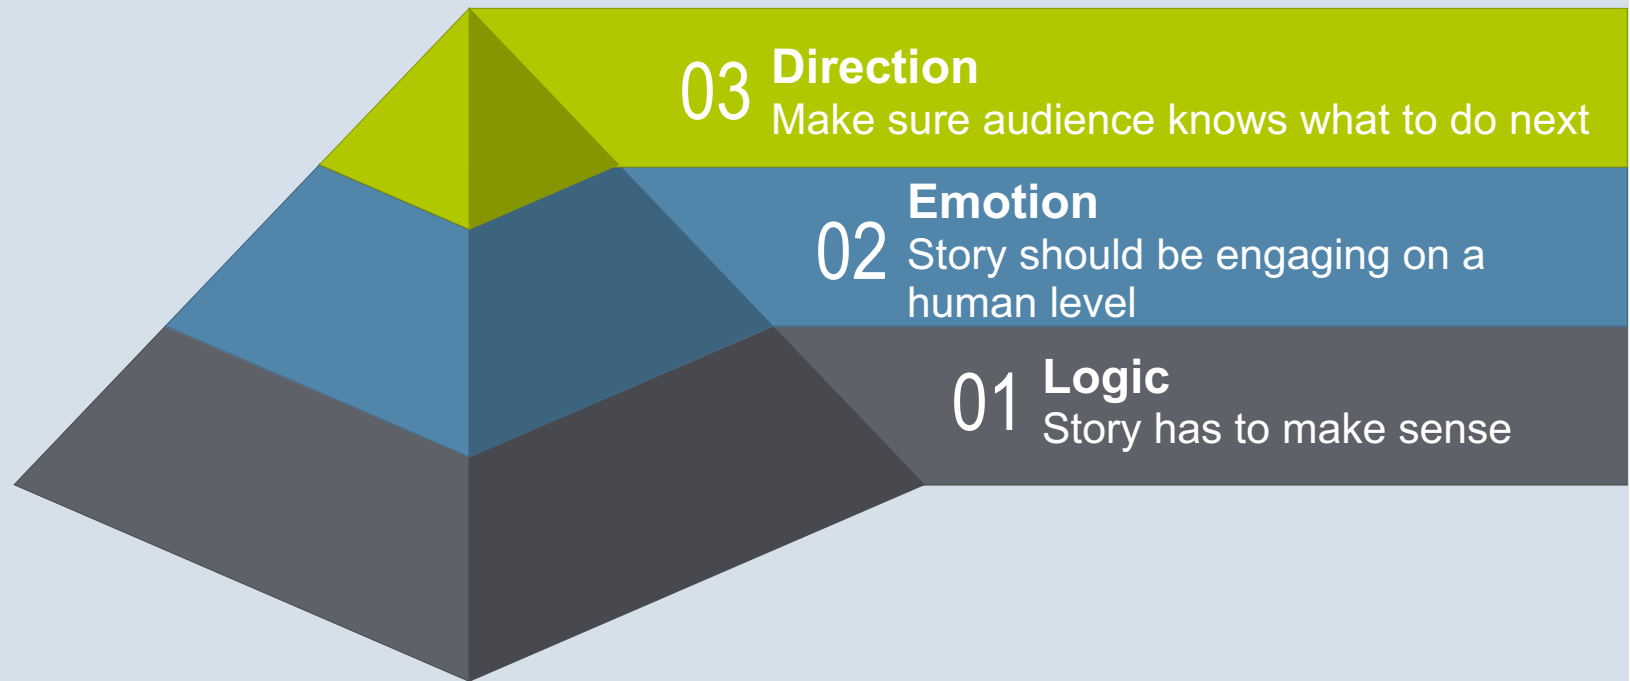 03
Direction
Make sure audience knows what to do next
02
Emotion
Story should be engaging on a
human level
01
Logic
Story has to make sense